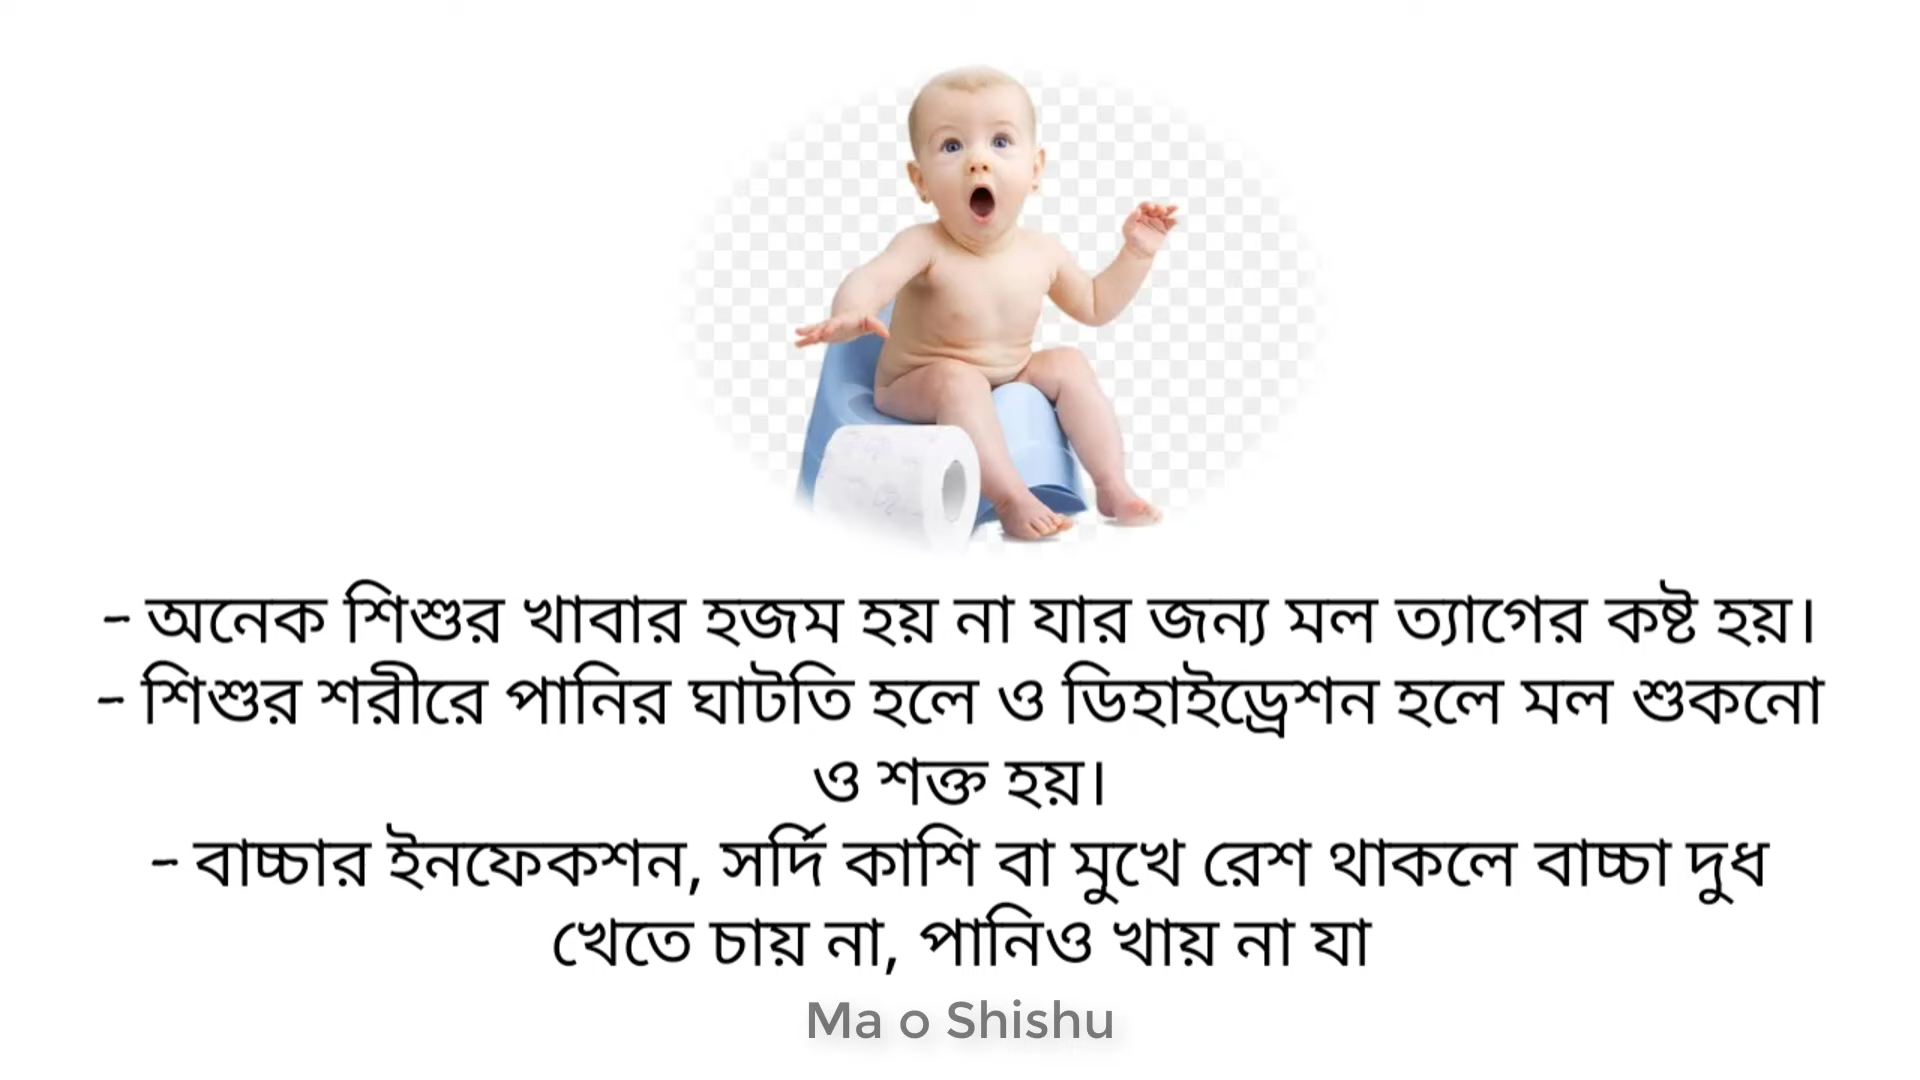 - অনেক শিশুর খাবার হজম হয় না যার জন্য মল ত্যাগের কষ্ট হয়।
- শিশুর শরীরে পানির ঘাটতি হলে ও ডিহাইড্রেশন হলে মল শুকনো
ও শক্ত হয়।
- বাচ্চার ইনফেকশন, সর্দি কাশি বা মুখে রেশ থাকলে বাচ্চা দুধ
খেতে চায় না, পানিও খায় না যা
Ma o Shishu